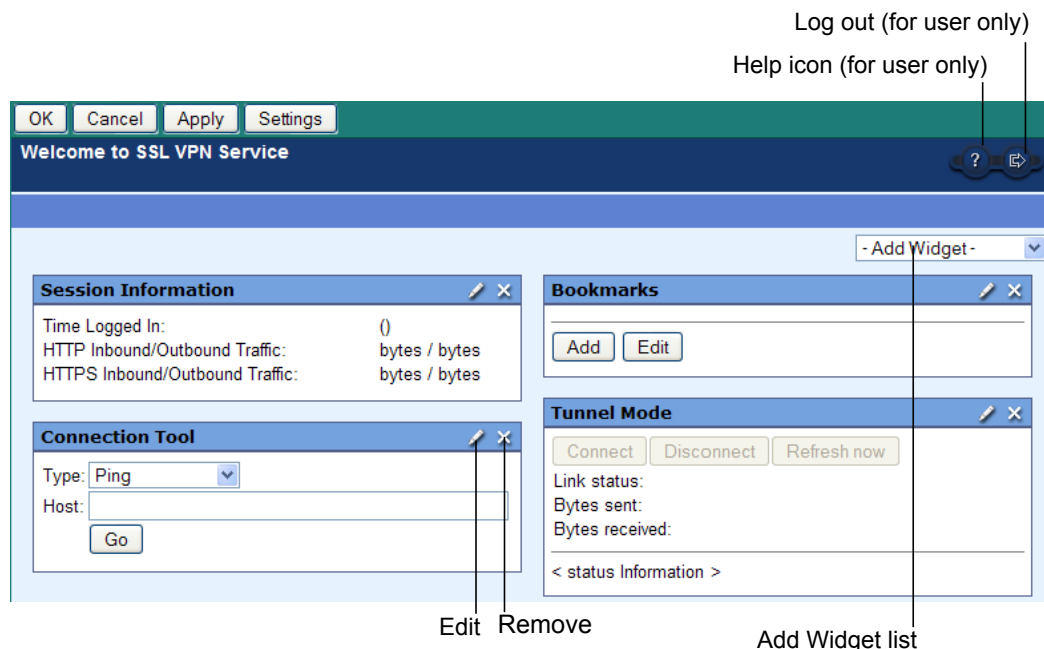 Log out (for user only)
Help icon (for user only)
OK Cancel Apply Settings
Welcome to SSL VPN Service
?
- Add Widget -
Session Information
Time Logged In: ()
HTTP Inbound/Outbound Traffic: bytes / bytes
HTTPS Inbound/Outbound Traffic: bytes / bytes
Bookmarks
Add Edit
Connection Tool
Type: Ping
Host:
Go
Tunnel Mode
Connect Disconnect Refresh now
Link status:
Bytes sent:
Bytes received:
< status Information >
Edit Remove
Add Widget list